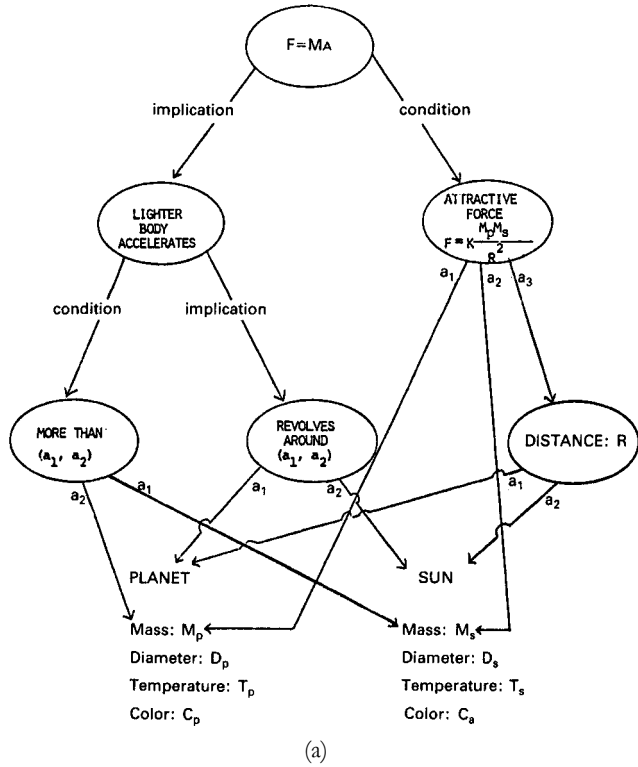 F=MA
implication
condition
LIGHTER
BODY
ACCELERATES
ATTRACTIVE
FORCE
F=K MpMs
R2
a1 a2 a3
condition
implication
MORE THAN
(a1, a2)
REVOLVES
AROUND
(a1, a2)
DISTANCE: R
a2 a1
a1 a2
a1 a2
PLANET
SUN
Mass: Mp
Diameter: Dp
Temperature: Tp
Color: Cp
Mass: Ms
Diameter: Ds
Temperature: Ts
Color: Ca
(a)